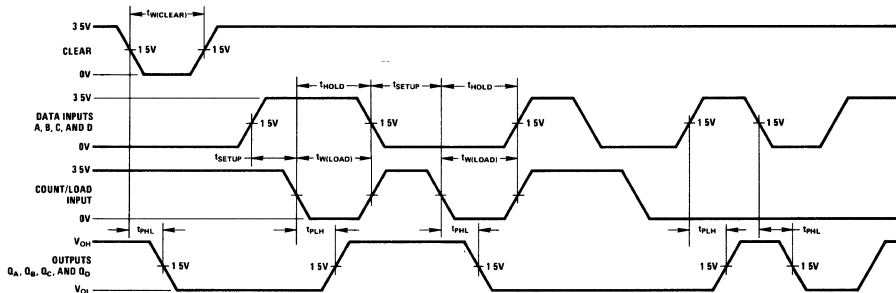 3 5V
tW(CLEAR)
CLEAR
1 5V
1 5V
0V
3 5V
tHOLD
tSETUP
tHOLD
DATA INPUTS
A, B, C, AND D
1 5V
1 5V
1 5V
1 5V
1 5V
0V
tSETUP
tW(LOAD)
tW(LOAD)
3 5V
COUNT/LOAD
INPUT
0V
tPHL
tPLH
tPHL
tPLH
tPHL
VOH
OUTPUTS
QA, QB, QC, AND QD
1 5V
1 5V
1 5V
1 5V
1 5V
VOL